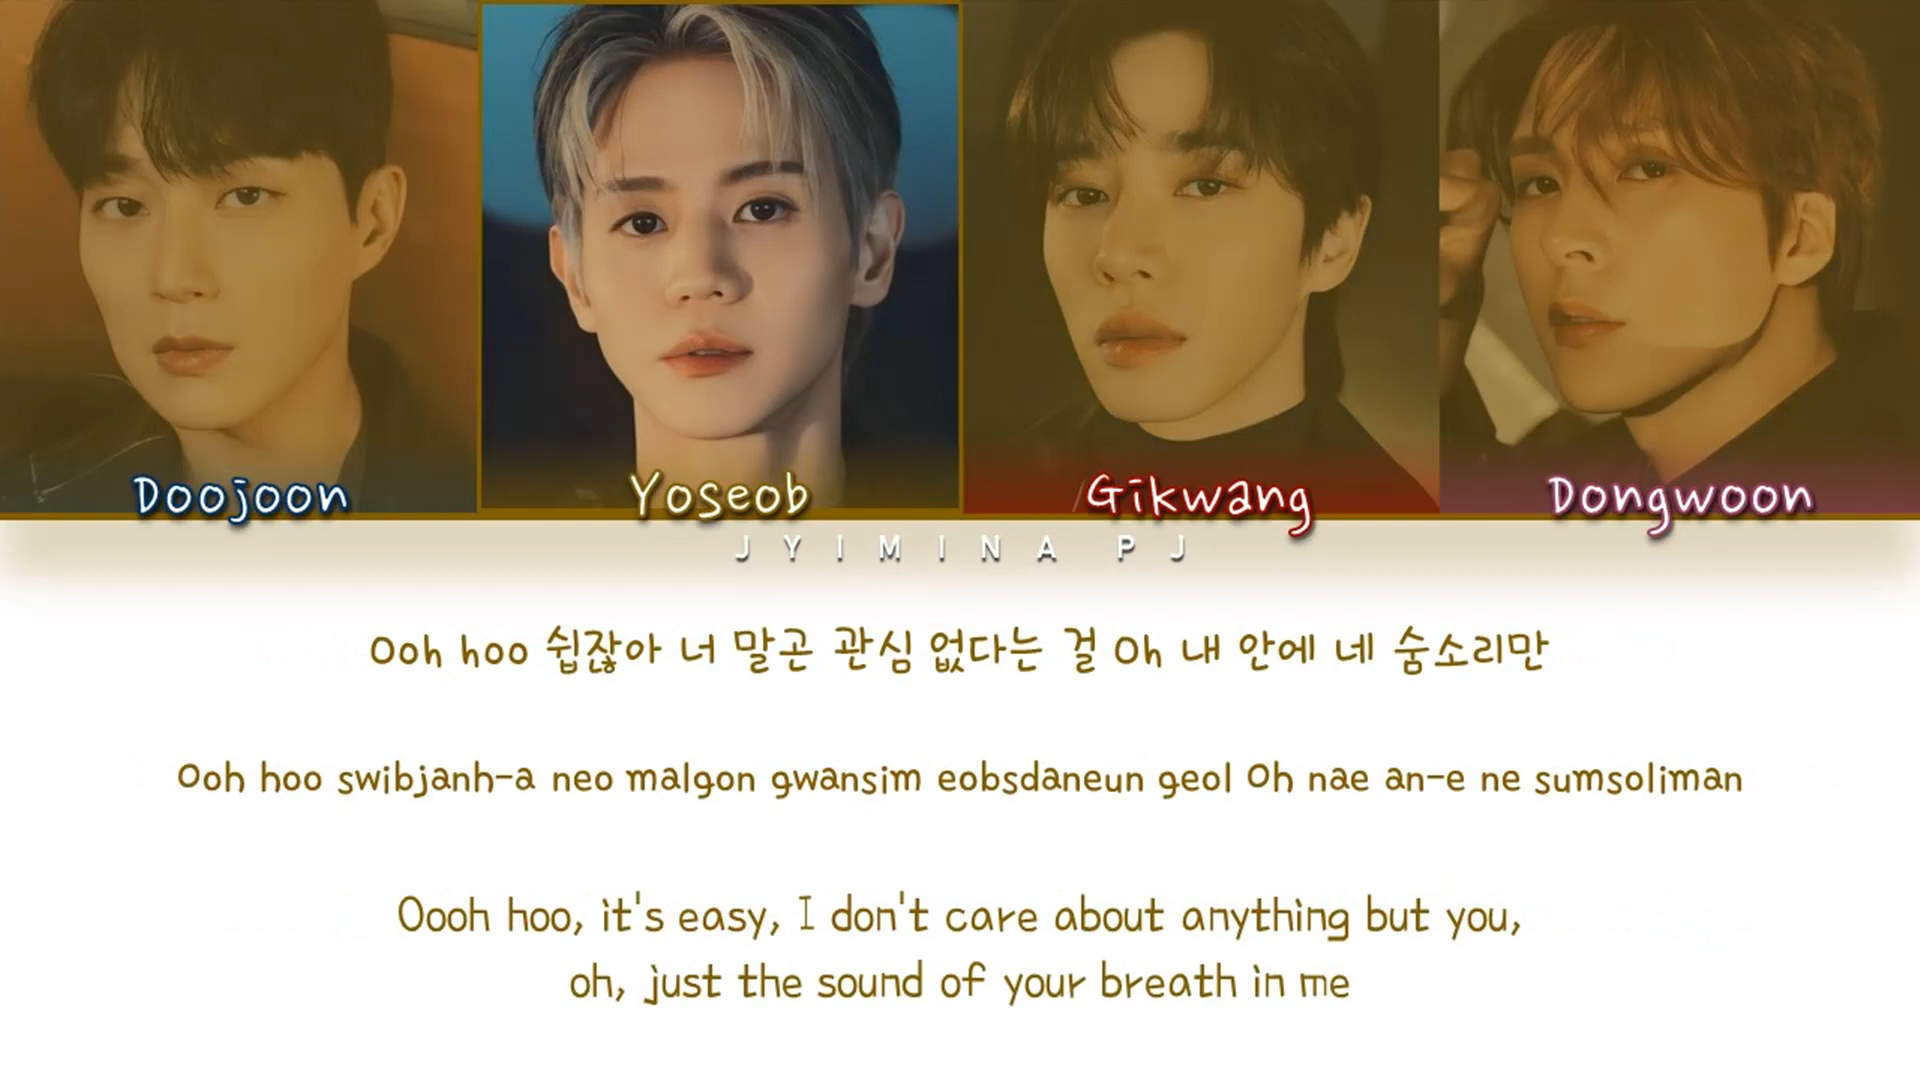 Doojoon
Yoseob
Gikwang
Dongwoon
JYIMINA PJ
Ooh hoo 쉽잖아 너 말곤 관심 없다는 걸 Oh 내 안에 네 숨소리만
Ooh hoo swibjanh-a neo malgon gwansim eobsdaneun geol Oh nae an-e ne sumsoliman
Oooh hoo, it's easy, I don't care about anything but you,
oh, just the sound of your breath in me